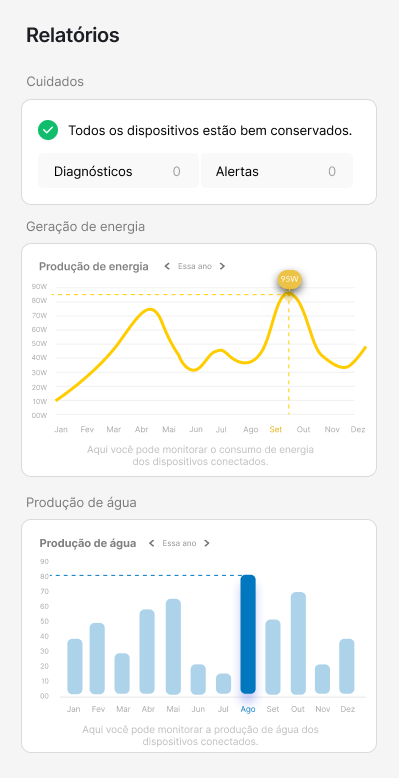 Relatórios
Cuidados
Todos os dispositivos estão bem conservados.
Diagnósticos 0 Alertas 0
Geração de energia
Produção de energia < Essa ano >
95W
90W
80W
70W
60W
50W
40W
30W
20W
10W
00W
Jan Fev Mar Abr Mai Jun Jul Ago Set Out Nov Dez
Aqui você pode monitorar o consumo de energia
dos dispositivos conectados.
Produção de água
Produção de água < Essa ano >
90
80
70
60
50
40
30
20
10
00
Jan Fev Mar Abr Mai Jun Jul Ago Set Out Nov Dez
Aqui você pode monitorar a produção de água dos
dispositivos conectados.